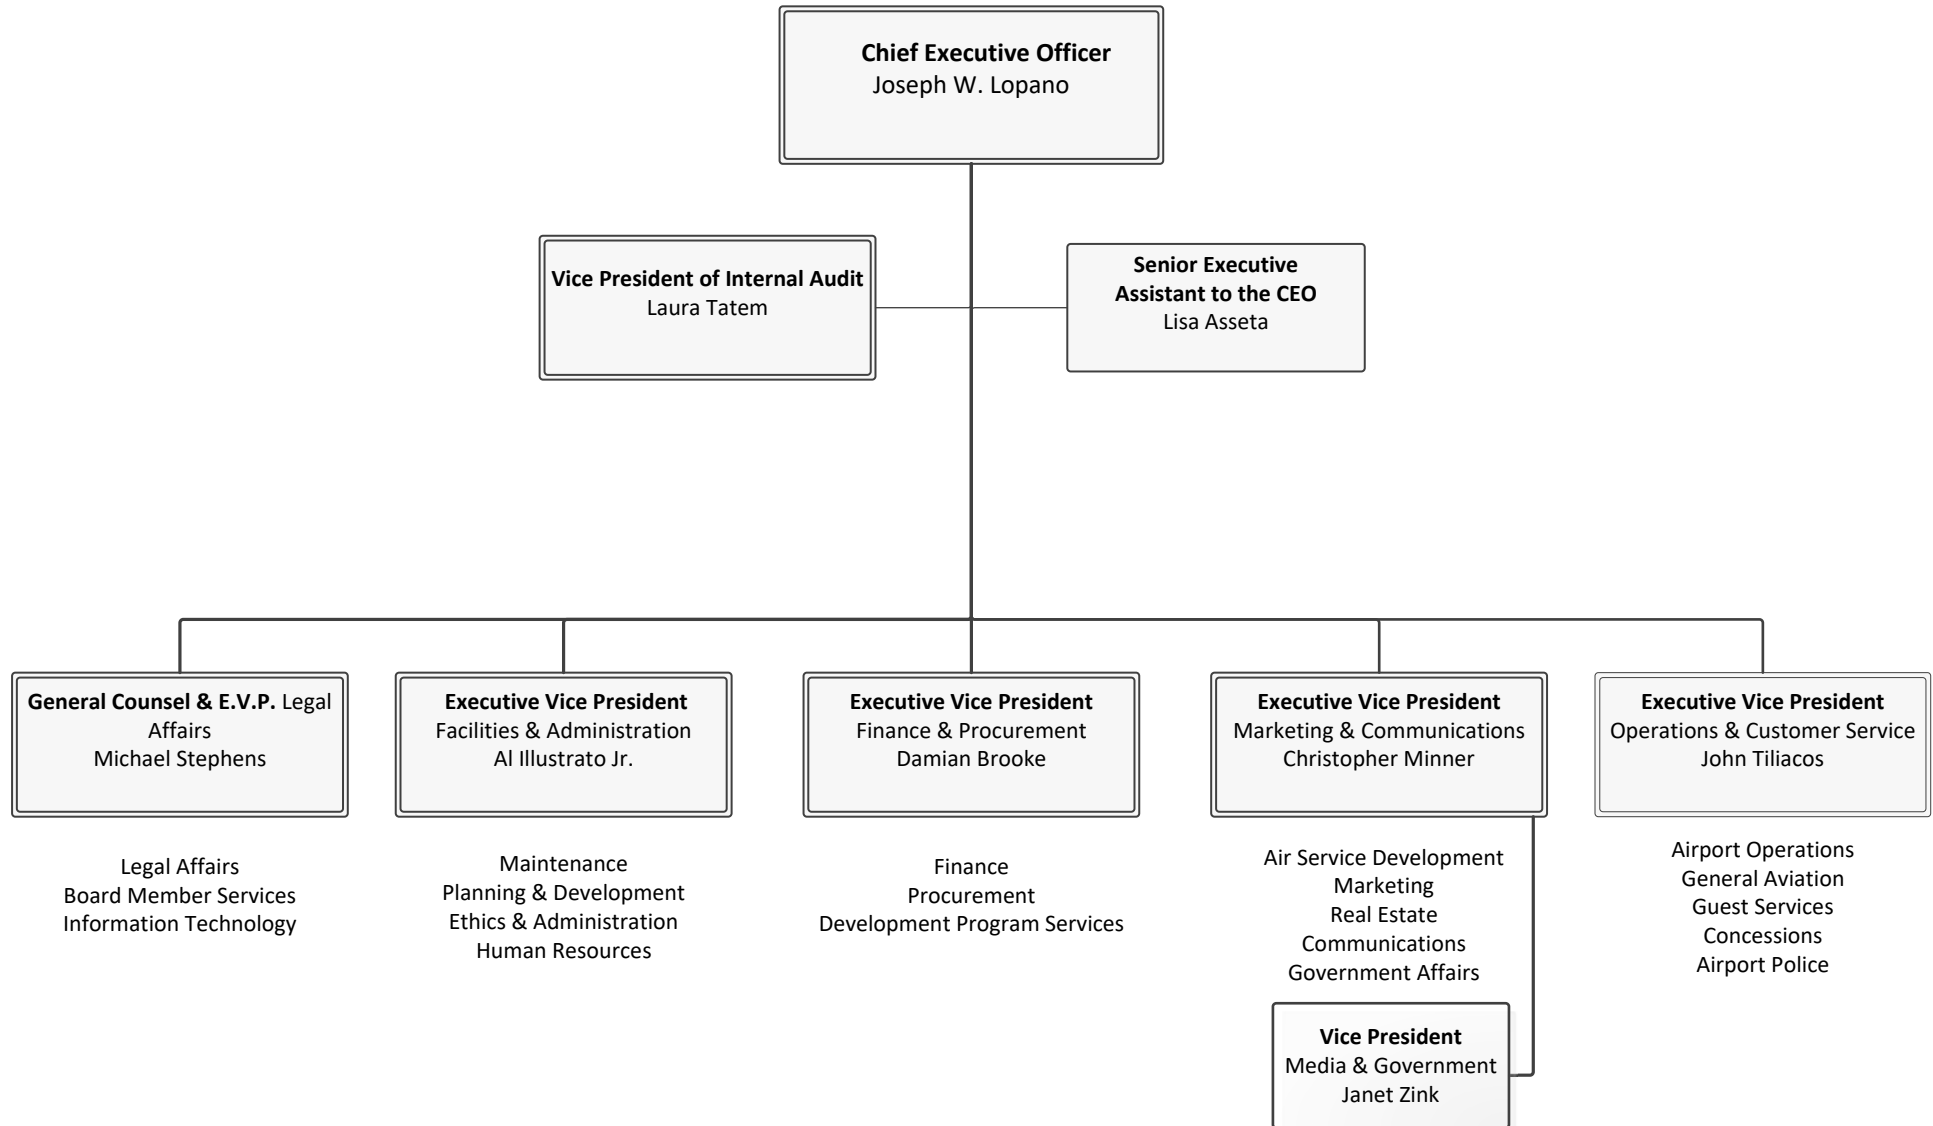 Chief Executive Officer
Joseph W. Lopano
Vice President of Internal Audit
Laura Tatem
Senior Executive
Assistant to the CEO
Lisa Asseta
General Counsel & E.V.P. Legal
Affairs
Michael Stephens
Legal Affairs
Board Member Services
Information Technology
Executive Vice President
Facilities & Administration
Al Illustrato Jr.
Maintenance
Planning & Development
Ethics & Administration
Human Resources
Executive Vice President
Finance & Procurement
Damian Brooke
Finance
Procurement
Development Program Services
Executive Vice President
Marketing & Communications
Christopher Minner
Air Service Development
Marketing
Real Estate
Communications
Government Affairs
Vice President
Media & Government
Janet Zink
Executive Vice President
Operations & Customer Service
John Tiliacos
Airport Operations
General Aviation
Guest Services
Concessions
Airport Police